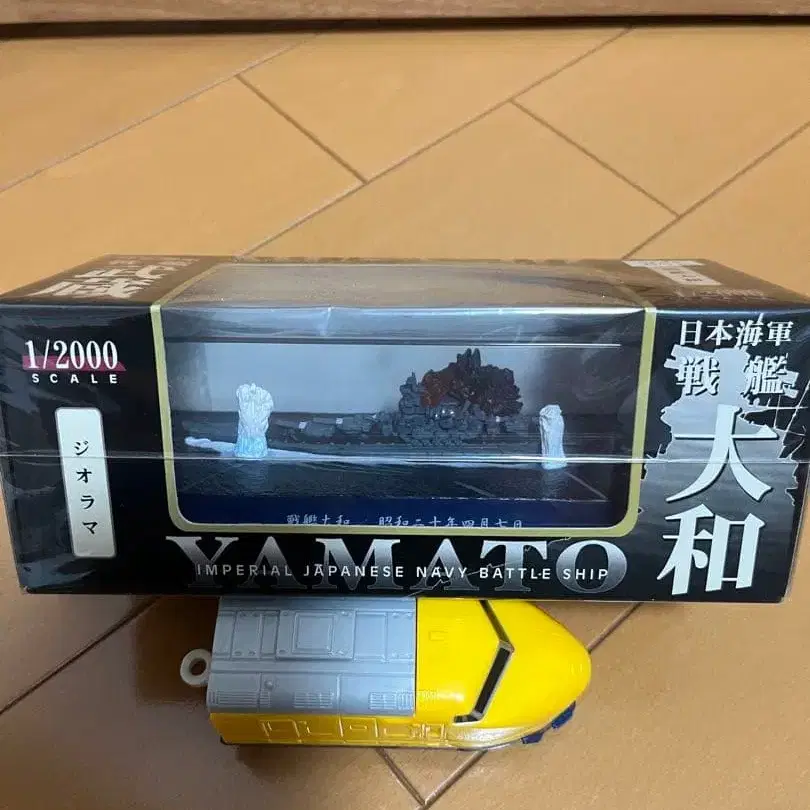 1/2000
SCALE
ジオラマ
戦艦大和 昭和二十年四月七日
YAMATO
IMPERIAL JAPANESE NAVY BATTLE SHIP
日本海軍
戦艦
大和